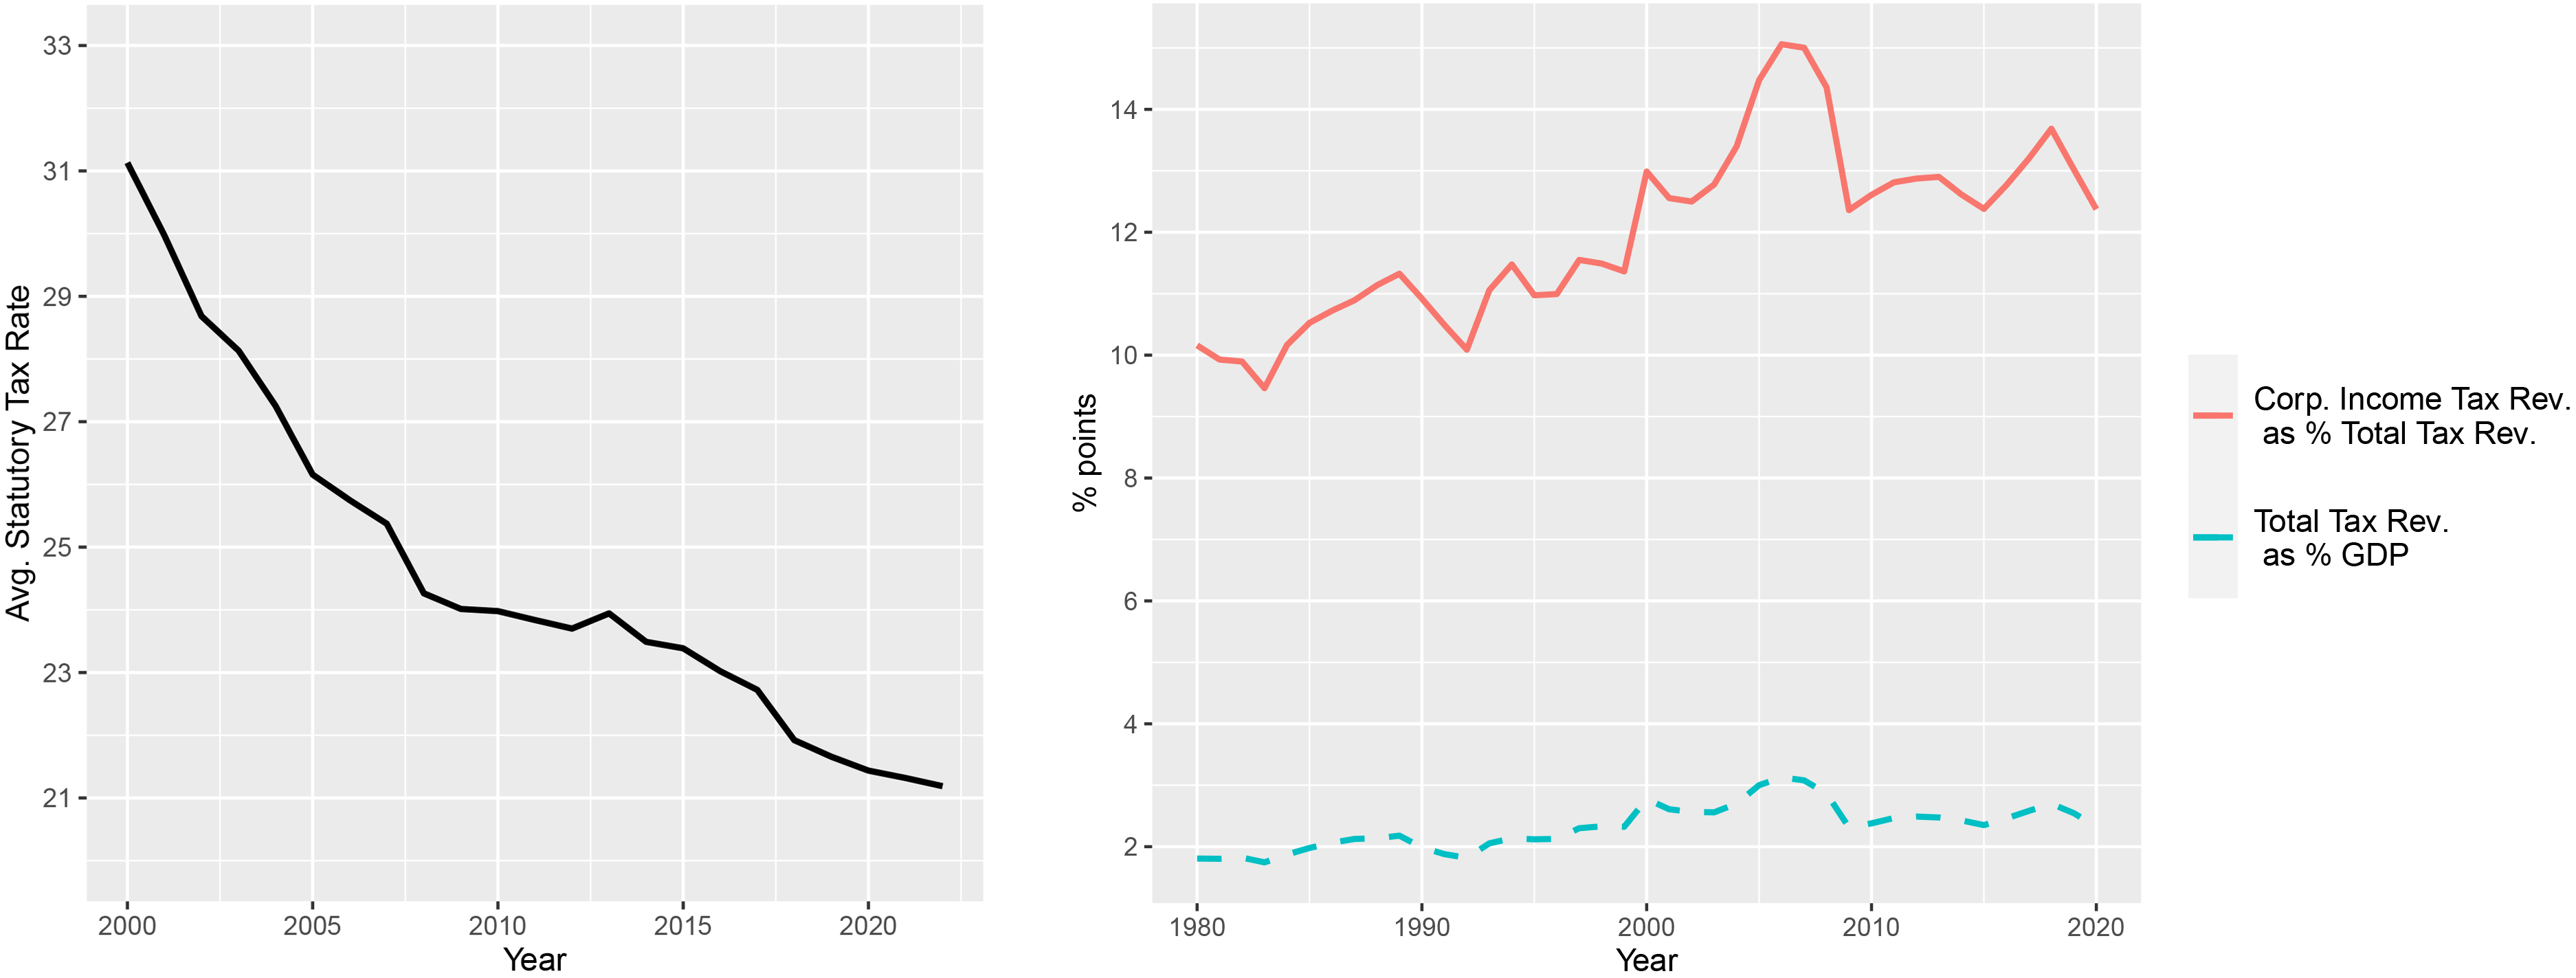 33
31
29
27
25
23
21
Avg. Statutory Tax Rate
2000 2005 2010 2015 2020
Year
14
12
10
8
6
4
2
% points
1980 1990 2000 2010 2020
Year
Corp. Income Tax Rev.
as % Total Tax Rev.
Total Tax Rev.
as % GDP